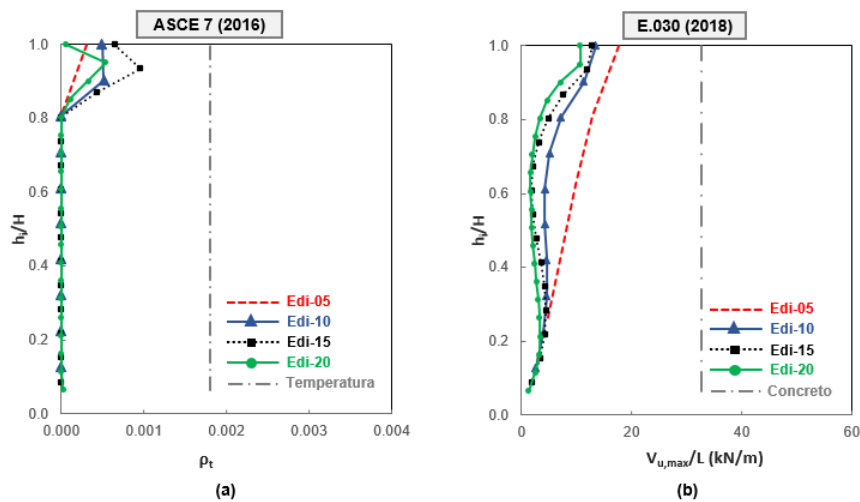 ASCE 7 (2016)
1.0
0.8
0.6
0.4
0.2
0.0
hᵢ/H
Edi-05
Edi-10
Edi-15
Edi-20
Temperatura
0.000
0.001
0.002
0.003
0.004
ρₜ
(a)
E.030 (2018)
1.0
0.8
0.6
0.4
0.2
0.0
hᵢ/H
Edi-05
Edi-10
Edi-15
Edi-20
Concreto
0
20
40
60
Vᵤ,ₘₐₓ/L (kN/m)
(b)